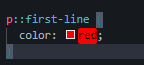 p::first-line {
  color: red;
}